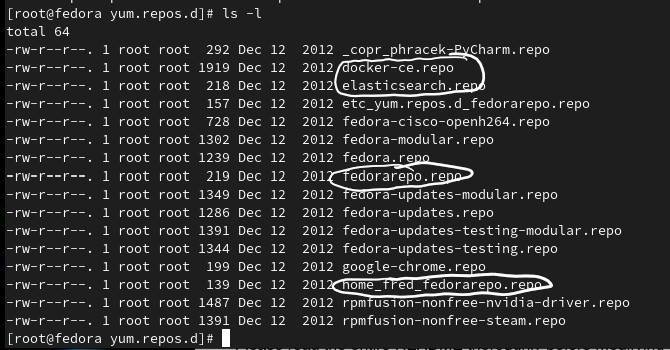 [root@fedora yum.repos.d]# ls -l
total 64
-rw-r--r--. 1 root root  292 Dec 12  2012 _copr_phracek-PyCharm.repo
-rw-r--r--. 1 root root 1919 Dec 12  2012 docker-ce.repo
-rw-r--r--. 1 root root  218 Dec 12  2012 elasticsearch.repo
-rw-r--r--. 1 root root  157 Dec 12  2012 etc_yum.repos.d_fedorarepo.repo
-rw-r--r--. 1 root root  728 Dec 12  2012 fedora-cisco-openh264.repo
-rw-r--r--. 1 root root 1302 Dec 12  2012 fedora-modular.repo
-rw-r--r--. 1 root root 1239 Dec 12  2012 fedora.repo
-rw-r--r--. 1 root root  219 Dec 12  2012 fedorarepo.repo
-rw-r--r--. 1 root root 1349 Dec 12  2012 fedora-updates-modular.repo
-rw-r--r--. 1 root root 1286 Dec 12  2012 fedora-updates.repo
-rw-r--r--. 1 root root 1391 Dec 12  2012 fedora-updates-testing-modular.repo
-rw-r--r--. 1 root root 1344 Dec 12  2012 fedora-updates-testing.repo
-rw-r--r--. 1 root root  199 Dec 12  2012 google-chrome.repo
-rw-r--r--. 1 root root  139 Dec 12  2012 home_fred_fedorarepo.repo
-rw-r--r--. 1 root root 1487 Dec 12  2012 rpmfusion-nonfree-nvidia-driver.repo
-rw-r--r--. 1 root root 1391 Dec 12  2012 rpmfusion-nonfree-steam.repo
[root@fedora yum.repos.d]#